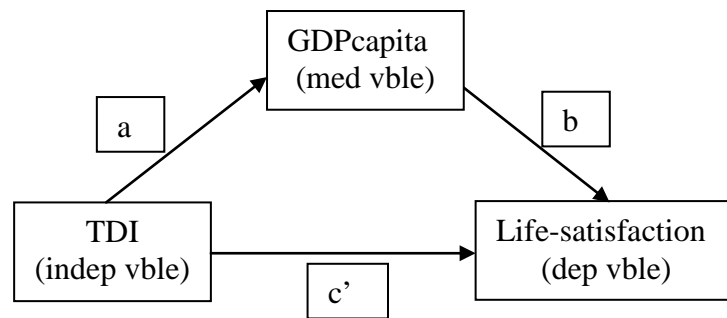 GDPcapita
(med vble)
a
b
TDI
(indep vble)
Life-satisfaction
(dep vble)
c’